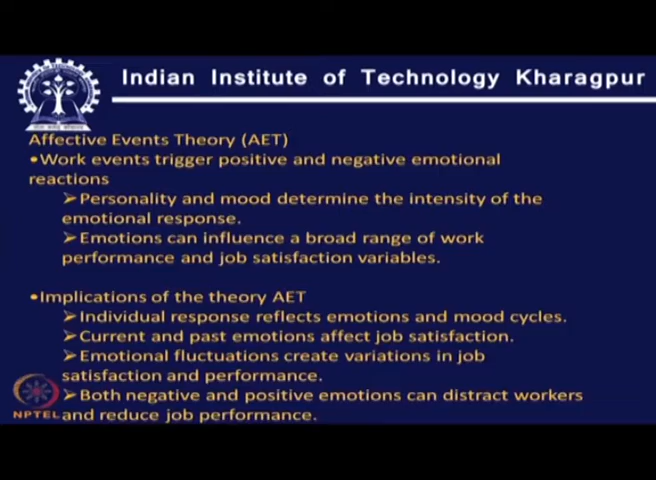 Indian Institute of Technology Kharagpur
Affective Events Theory (AET)
•Work events trigger positive and negative emotional
reactions
➢Personality and mood determine the intensity of the
emotional response.
➢Emotions can influence a broad range of work
performance and job satisfaction variables.
•Implications of the theory AET
➢Individual response reflects emotions and mood cycles.
➢Current and past emotions affect job satisfaction.
➢Emotional fluctuations create variations in job
satisfaction and performance.
➢Both negative and positive emotions can distract workers
and reduce job performance.
NPTEL